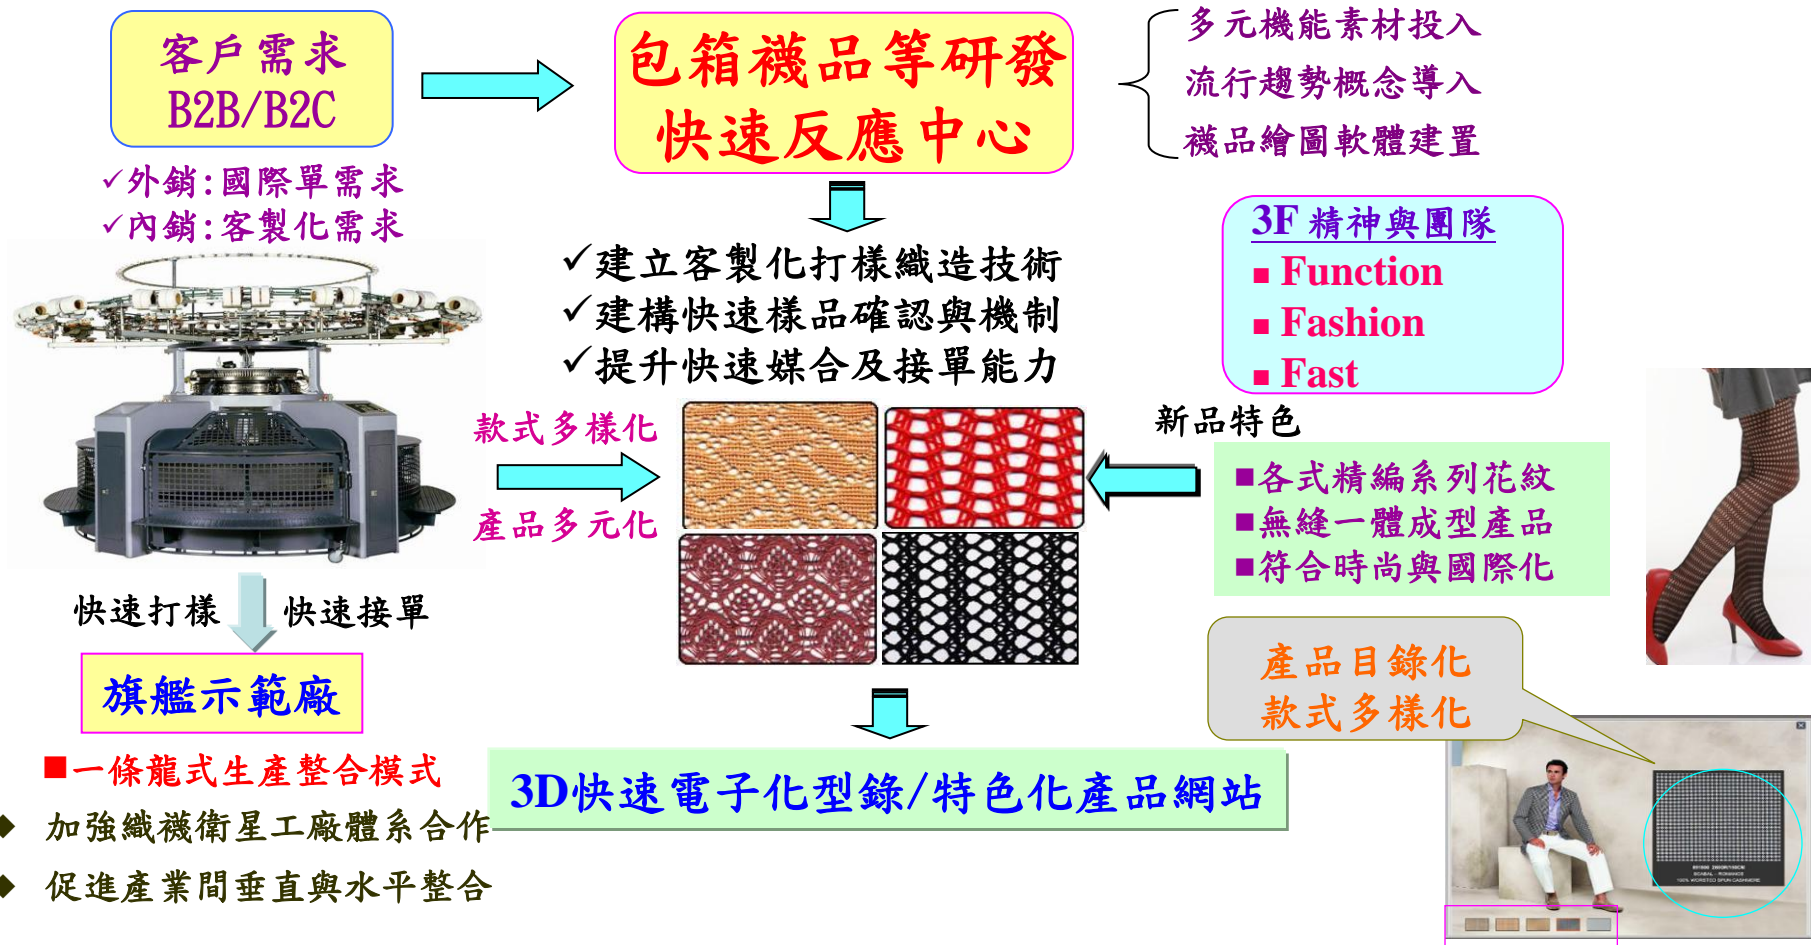 客戶需求
B2B/B2C
✓外銷:國際單需求
✓內銷:客製化需求
包箱襪品等研發
快速反應中心
多元機能素材投入
流行趨勢概念導入
襪品繪圖軟體建置
✓建立客製化打樣織造技術
✓建構快速樣品確認與機制
✓提升快速媒合及接單能力
3F 精神與團隊
■ Function
■ Fashion
■ Fast
款式多樣化
產品多元化
新品特色
■各式精編系列花紋
■無縫一體成型產品
■符合時尚與國際化
快速打樣
快速接單
旗艦示範廠
■一條龍式生產整合模式
◆ 加強織襪衛星工廠體系合作
◆ 促進產業間垂直與水平整合
產品目錄化
款式多樣化
3D快速電子化型錄/特色化產品網站
SCABAL - ROMANCE
100% WORSTED SPUN CASHMERE